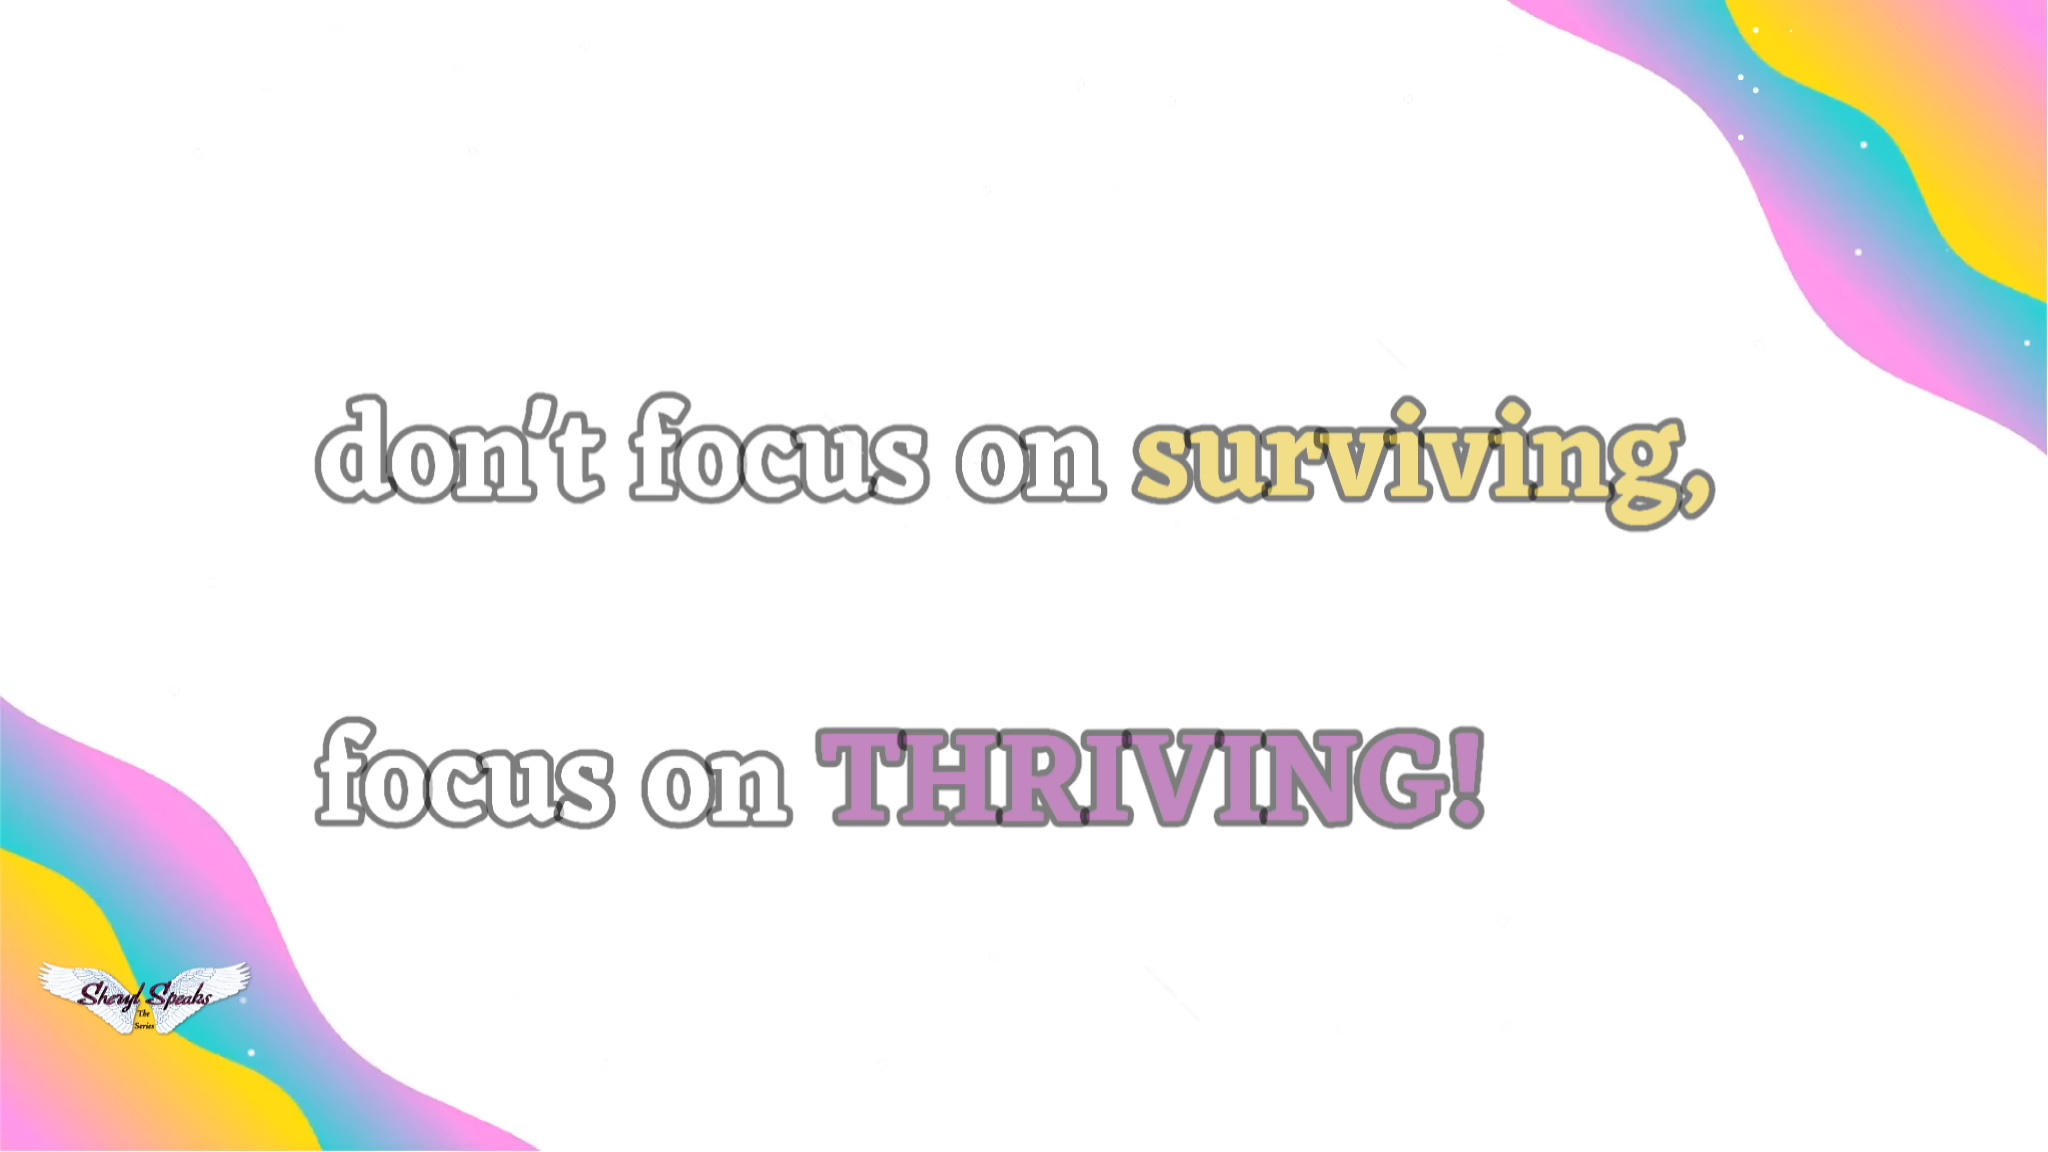 don't focus on surviving,
focus on THRIVING!
Sheryl Speaks
The
Series